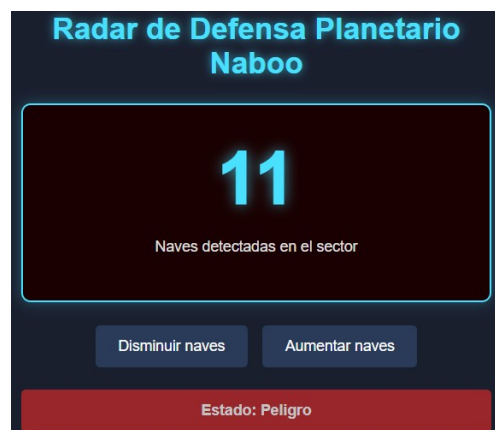 Radar de Defensa Planetario
Naboo
11
Naves detectadas en el sector
Disminuir naves
Aumentar naves
Estado: Peligro